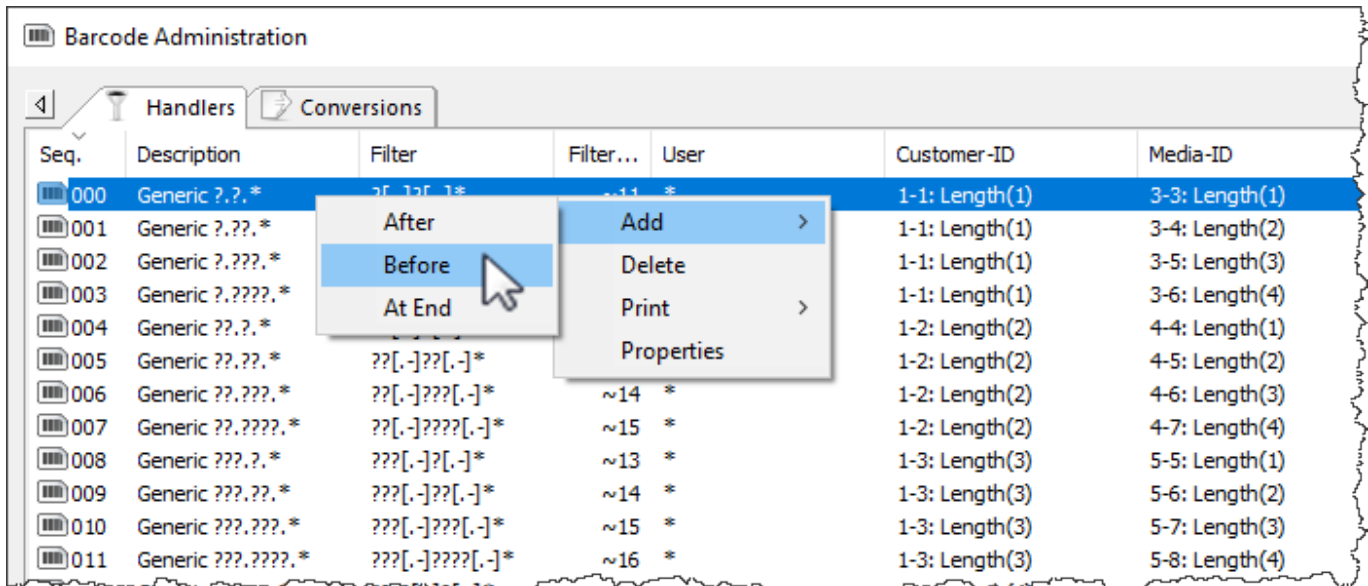 Barcode Administration
Handlers Conversions
Seq. Description Filter Filter... User Customer-ID Media-ID
000 Generic ?.?.* ?[.-]?[.-]* ~11 * 1-1: Length(1) 3-3: Length(1)
After Add
001 Generic ?.??.* 1-1: Length(1) 3-4: Length(2)
002 Generic ?.???.* 1-1: Length(1) 3-5: Length(3)
Before Delete
003 Generic ?.????.* 1-1: Length(1) 3-6: Length(4)
At End Print
004 Generic ??.?.* 1-2: Length(2) 4-4: Length(1)
Properties
005 Generic ??.??.* ??[.-]??[.-]* 1-2: Length(2) 4-5: Length(2)
006 Generic ??.???.* ??[.-]???[.-]* ~14 * 1-2: Length(2) 4-6: Length(3)
007 Generic ??.????.* ??[.-]????[.-]* ~15 * 1-2: Length(2) 4-7: Length(4)
008 Generic ???.?.* ???[.-]?[.-]* ~13 * 1-3: Length(3) 5-5: Length(1)
009 Generic ???.??.* ???[.-]??[.-]* ~14 * 1-3: Length(3) 5-6: Length(2)
010 Generic ???.???.* ???[.-]???[.-]* ~15 * 1-3: Length(3) 5-7: Length(3)
011 Generic ???.????.* ???[.-]????[.-]* ~16 * 1-3: Length(3) 5-8: Length(4)